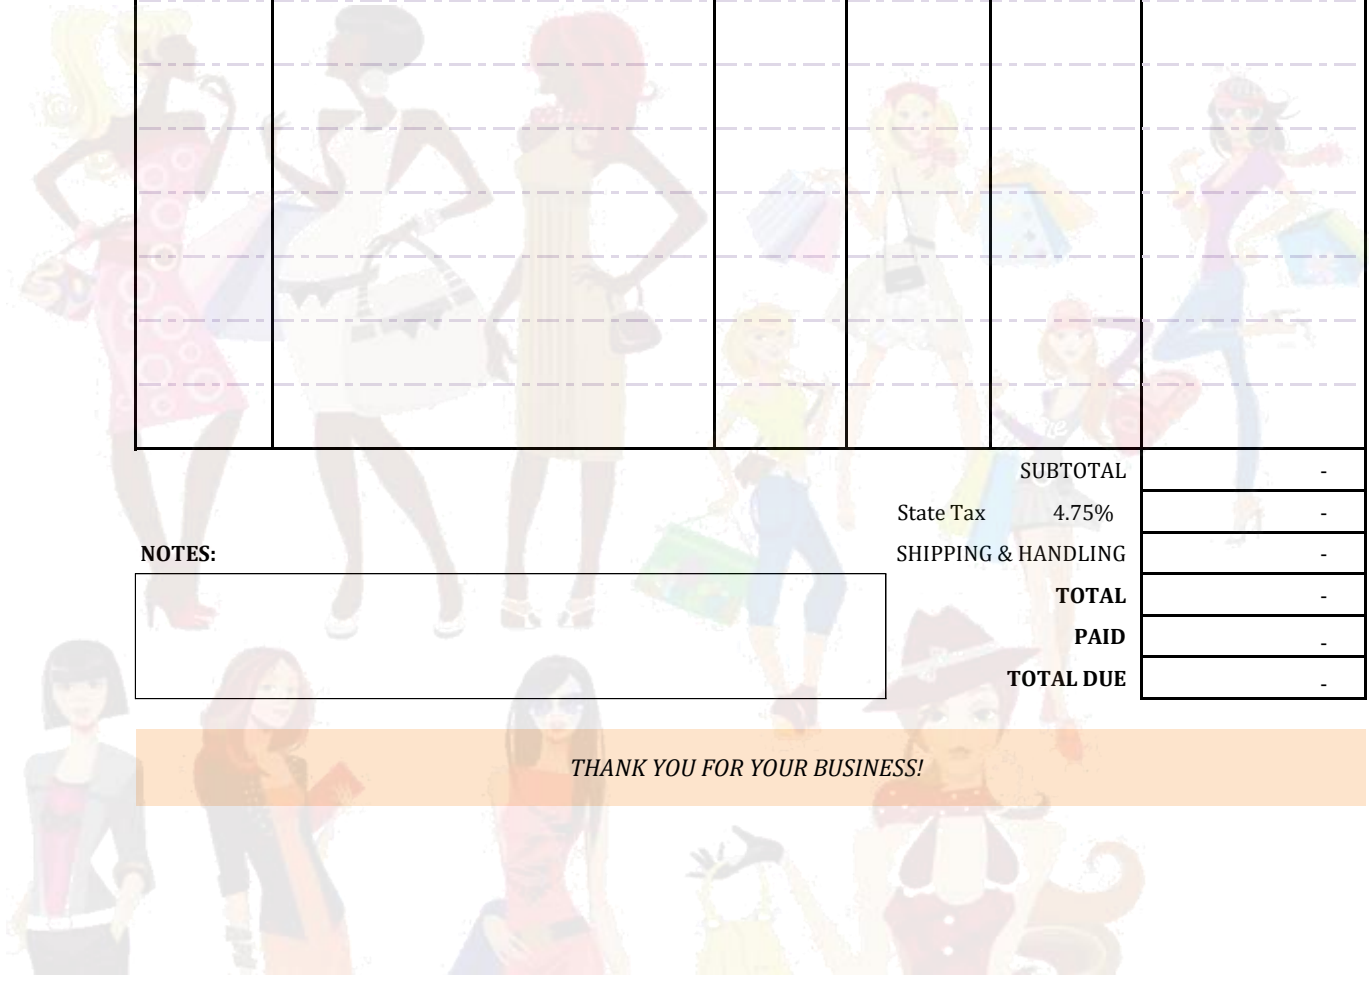 SUBTOTAL -
State Tax 4.75% -
NOTES: SHIPPING & HANDLING -
TOTAL -
PAID -
TOTAL DUE -
THANK YOU FOR YOUR BUSINESS!